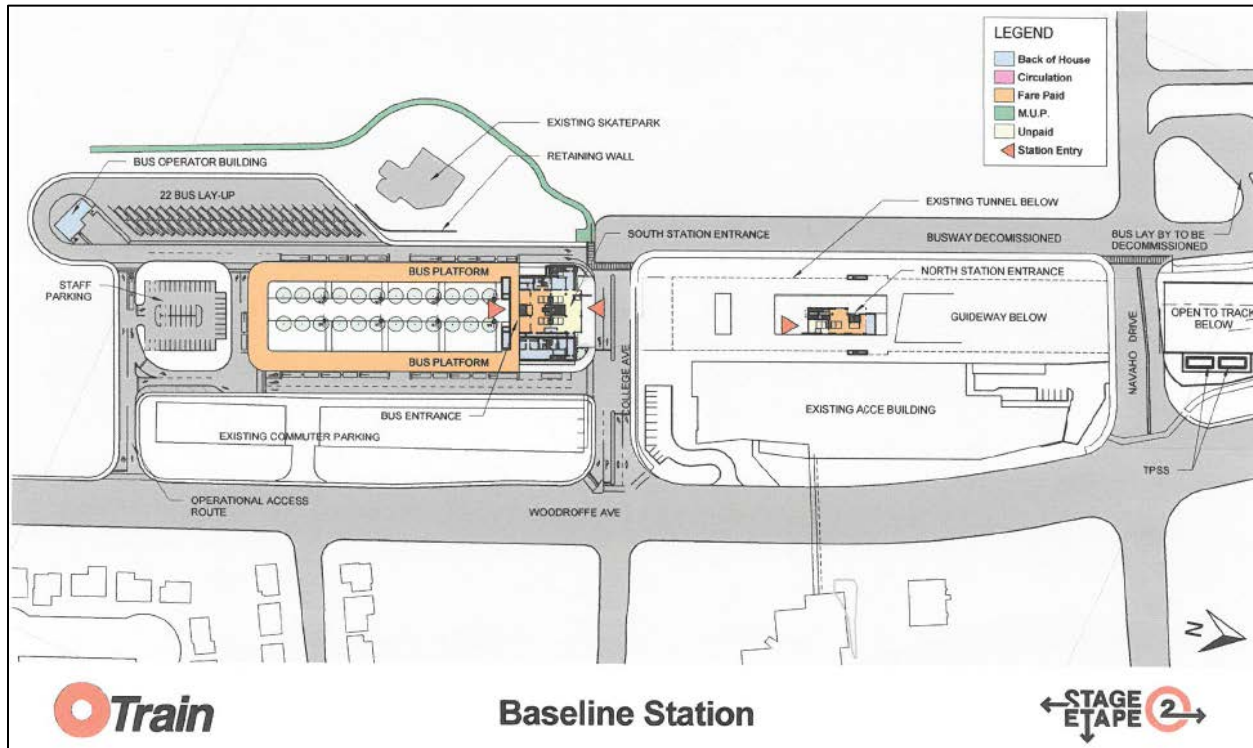 LEGEND
Back of House
Circulation
Fare Paid
M.U.P.
Unpaid
Station Entry
EXISTING SKATEPARK
BUS OPERATOR BUILDING
RETAINING WALL
22 BUS LAY-UP
EXISTING TUNNEL BELOW
SOUTH STATION ENTRANCE
BUSWAY DECOMISSIONED
BUS LAY BY TO BE
DECOMMISSIONED
BUS PLATFORM
NORTH STATION ENTRANCE
STAFF
PARKING
GUIDEWAY BELOW
OPEN TO TRACK
BELOW
BUS PLATFORM
COLLEGE AVE
NAVAHO DRIVE
BUS ENTRANCE
EXISTING ACCE BUILDING
EXISTING COMMUTER PARKING
TPSS
OPERATIONAL ACCESS
ROUTE
WOODROFFE AVE
N
OTrain
Baseline Station
STAGE
ETAPE
2